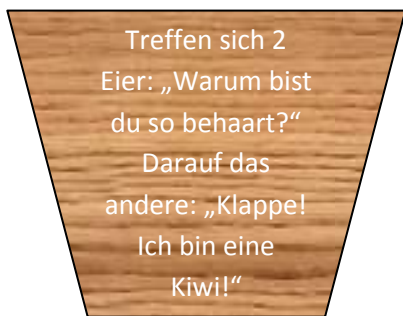 Treffen sich 2
Eier: „Warum bist
du so behaart?“
Darauf das
andere: „Klappe!
Ich bin eine
Kiwi!“